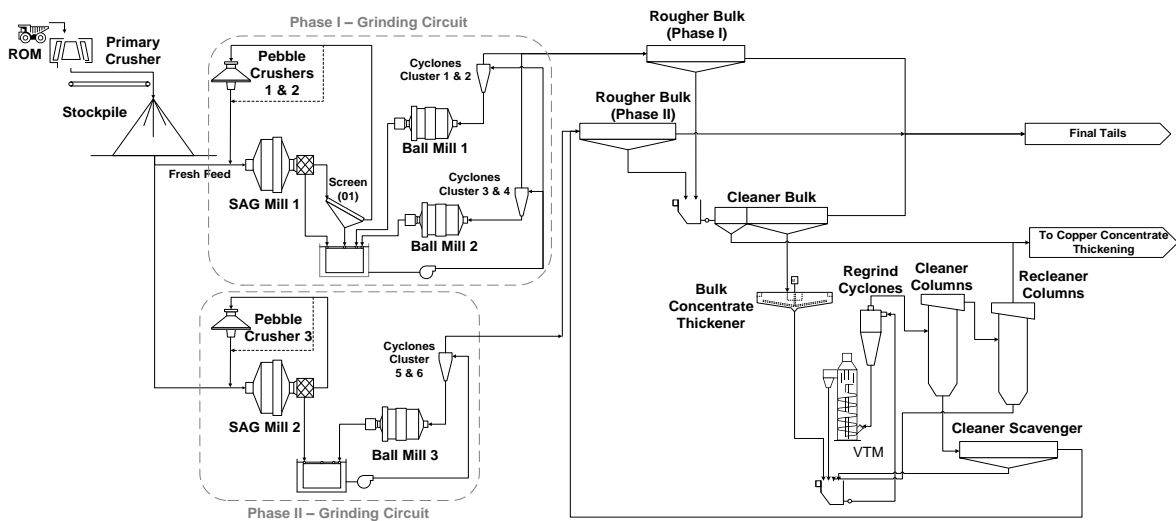 Phase I – Grinding Circuit
ROM
Primary
Crusher
Stockpile
Fresh Feed
Pebble
Crushers
1 & 2
SAG Mill 1
Screen
(01)
Cyclones
Cluster 1 & 2
Ball Mill 1
Cyclones
Cluster 3 & 4
Ball Mill 2
Rougher Bulk
(Phase I)
Rougher Bulk
(Phase II)
Final Tails
Cleaner Bulk
To Copper Concentrate
Thickening
Bulk
Concentrate
Thickener
Regrind
Cyclones
Cleaner
Columns
Recleaner
Columns
VTM
Cleaner Scavenger
Pebble
Crusher 3
SAG Mill 2
Cyclones
Cluster
5 & 6
Ball Mill 3
Phase II – Grinding Circuit